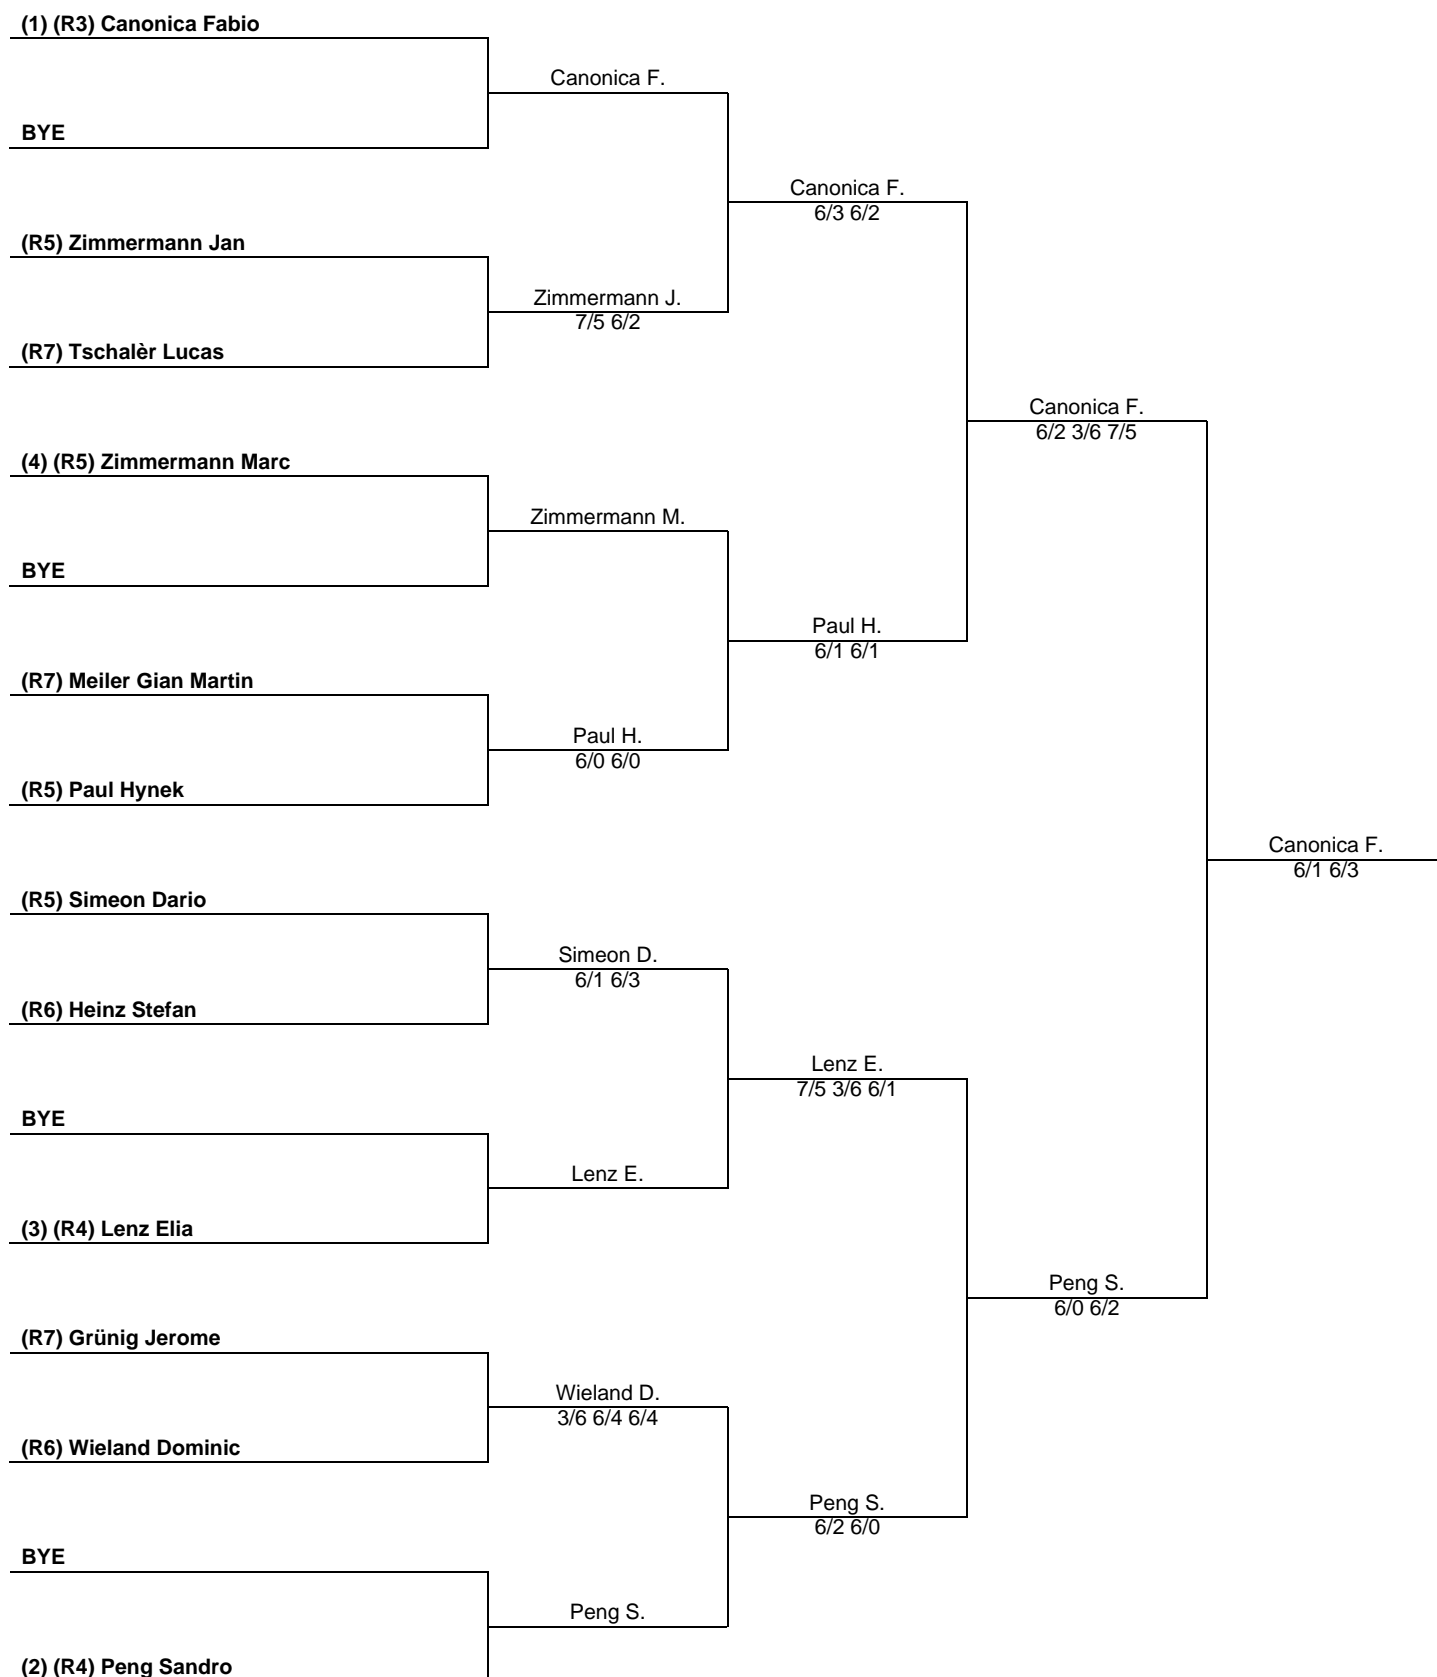 (1) (R3) Canonica Fabio
Canonica F.
BYE
Canonica F.
6/3 6/2
(R5) Zimmermann Jan
Zimmermann J.
7/5 6/2
(R7) Tschalèr Lucas
Canonica F.
6/2 3/6 7/5
(4) (R5) Zimmermann Marc
Zimmermann M.
BYE
Paul H.
6/1 6/1
(R7) Meiler Gian Martin
Paul H.
6/0 6/0
(R5) Paul Hynek
Canonica F.
6/1 6/3
(R5) Simeon Dario
Simeon D.
6/1 6/3
(R6) Heinz Stefan
Lenz E.
7/5 3/6 6/1
BYE
Lenz E.
(3) (R4) Lenz Elia
Peng S.
6/0 6/2
(R7) Grünig Jerome
Wieland D.
3/6 6/4 6/4
(R6) Wieland Dominic
Peng S.
6/2 6/0
BYE
Peng S.
(2) (R4) Peng Sandro